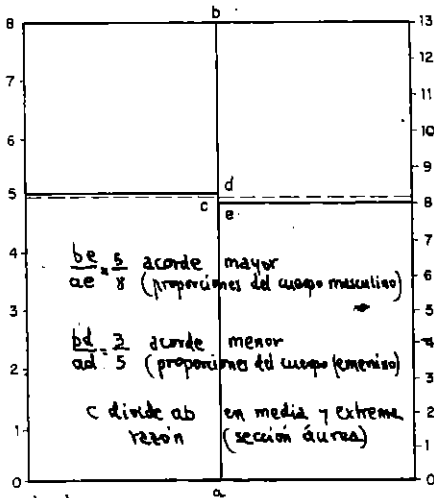 b
8
7
6
5
4
3
2
1
0
13
12
11
10
9
8
7
6
5
4
3
2
1
0
d
c
e
be/ae = 5/8 acorde mayor
(proporciones del cuerpo masculino)
bd/ad = 3/5 acorde menor
(proporciones del cuerpo femenino)
c divide ab en media y extrema
razón (sección áurea)
a